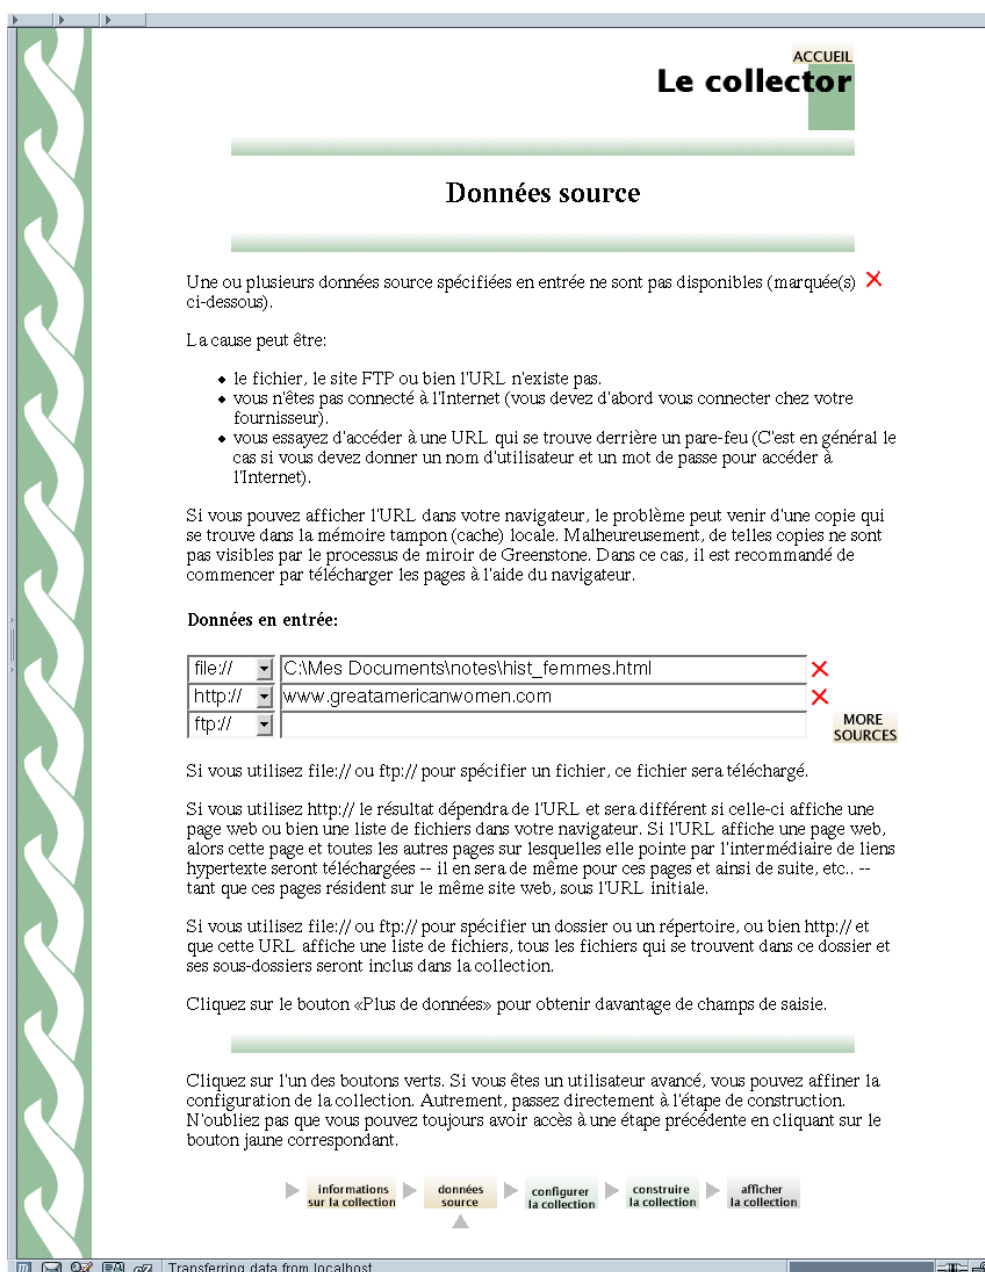 ACCUEIL
Le collector
Données source
Une ou plusieurs données source spécifiées en entrée ne sont pas disponibles (marquée(s)
ci-dessous).
La cause peut être:
le fichier, le site FTP ou bien l'URL n'existe pas.
vous n'êtes pas connecté à l'Internet (vous devez d'abord vous connecter chez votre
fournisseur).
vous essayez d'accéder à une URL qui se trouve derrière un pare-feu (C'est en général le
cas si vous devez donner un nom d'utilisateur et un mot de passe pour accéder à
l'Internet).
Si vous pouvez afficher l'URL dans votre navigateur, le problème peut venir d'une copie qui
se trouve dans la mémoire tampon (cache) locale. Malheureusement, de telles copies ne sont
pas visibles par le processus de miroir de Greenstone. Dans ce cas, il est recommandé de
commencer par télécharger les pages à l'aide du navigateur.
Données en entrée:
file:// C:\Mes Documents\notes\hist_femmes.html
http:// www.greatamericanwomen.com
ftp://
MORE
SOURCES
Si vous utilisez file:// ou ftp:// pour spécifier un fichier, ce fichier sera téléchargé.
Si vous utilisez http:// le résultat dépendra de l'URL et sera différent si celle-ci affiche une
page web ou bien une liste de fichiers dans votre navigateur. Si l'URL affiche une page web,
alors cette page et toutes les autres pages sur lesquelles elle pointe par l'intermédiaire de liens
hypertexte seront téléchargées -- il en sera de même pour ces pages et ainsi de suite, etc.. --
tant que ces pages résident sur le même site web, sous l'URL initiale.
Si vous utilisez file:// ou ftp:// pour spécifier un dossier ou un répertoire, ou bien http:// et
que cette URL affiche une liste de fichiers, tous les fichiers qui se trouvent dans ce dossier et
ses sous-dossiers seront inclus dans la collection.
Cliquez sur le bouton «Plus de données» pour obtenir davantage de champs de saisie.
Cliquez sur l'un des boutons verts. Si vous êtes un utilisateur avancé, vous pouvez affiner la
configuration de la collection. Autrement, passez directement à l'étape de construction.
N'oubliez pas que vous pouvez toujours avoir accès à une étape précédente en cliquant sur le
bouton jaune correspondant.
informations
sur la collection
données
source
configurer
la collection
construire
la collection
afficher
la collection
Transferring data from localhost